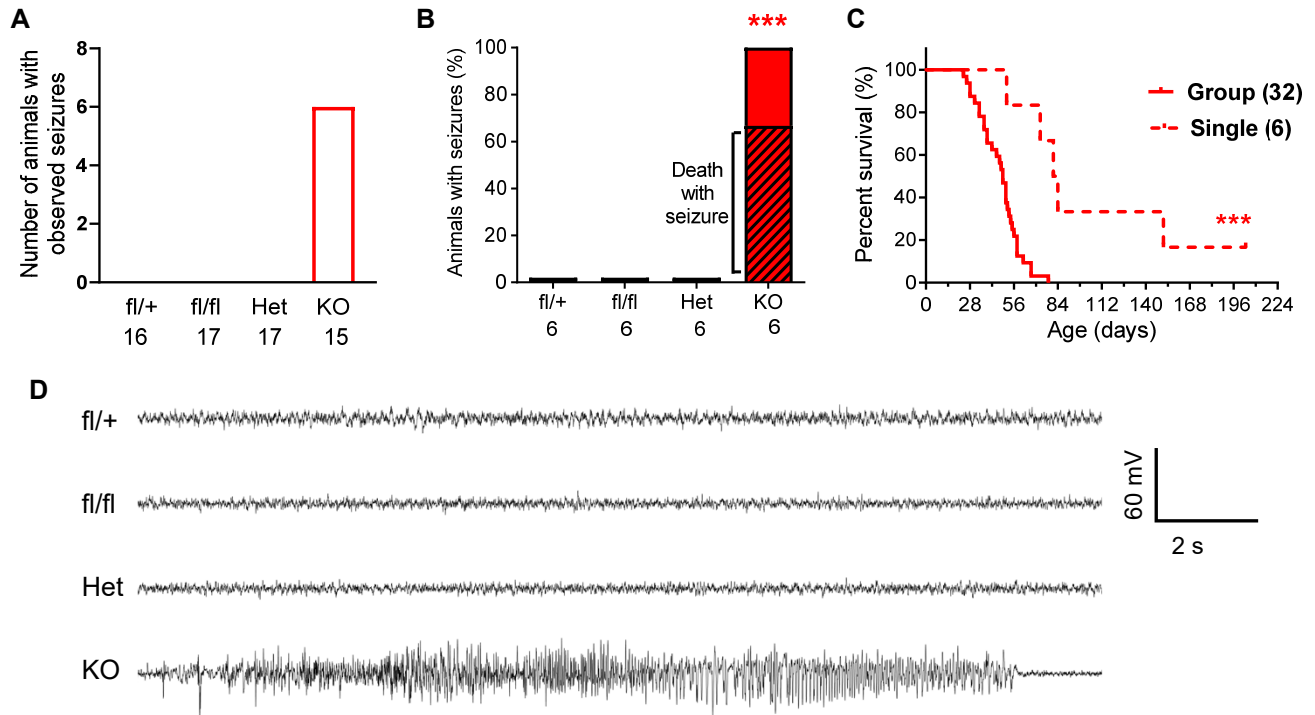 A
Number of animals with
observed seizures
8
6
4
2
0
fl/+ fl/fl Het KO
16 17 17 15
B
Animals with seizures (%)
100
80
60
40
20
0
***
Death
with
seizure
fl/+ fl/fl Het KO
6 6 6 6
C
Percent survival (%)
100
80
60
40
20
0
Group (32)
Single (6)
***
0 28 56 84 112 140 168 196 224
Age (days)
D
fl/+
fl/fl
Het
KO
60 mV
2 s